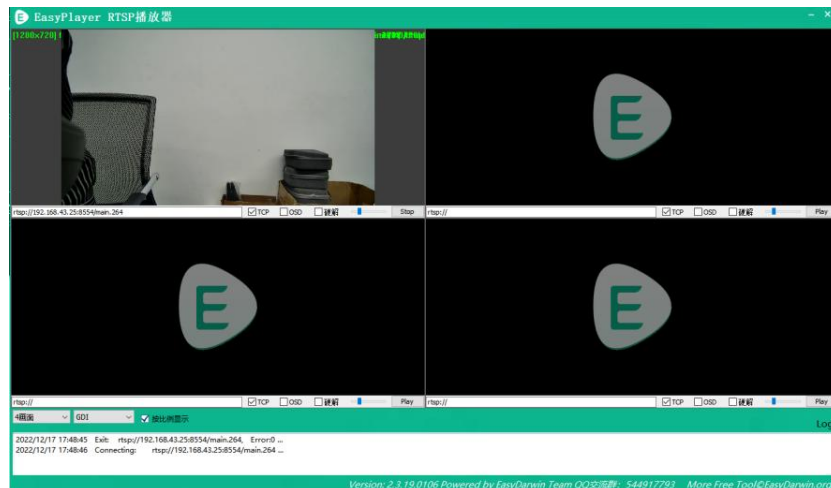 EasyPlayer RTSP播放器
[1280x720]
rtsp://192.168.43.25:8554/main.264 TCP OSD 硬解 Stop
rtsp:// TCP OSD 硬解 Play
rtsp:// TCP OSD 硬解 Play
rtsp:// TCP OSD 硬解 Play
4画面 GDI 按比例显示
Log
2022/12/17 17:48:45 Exit: rtsp://192.168.43.25:8554/main.264, Error:0 ...
2022/12/17 17:48:46 Connecting: rtsp://192.168.43.25:8554/main.264 ...
Version: 2.3.19.0106 Powered by EasyDarwin Team QQ交流群：544917793 More Free Tool©EasyDarwin.org